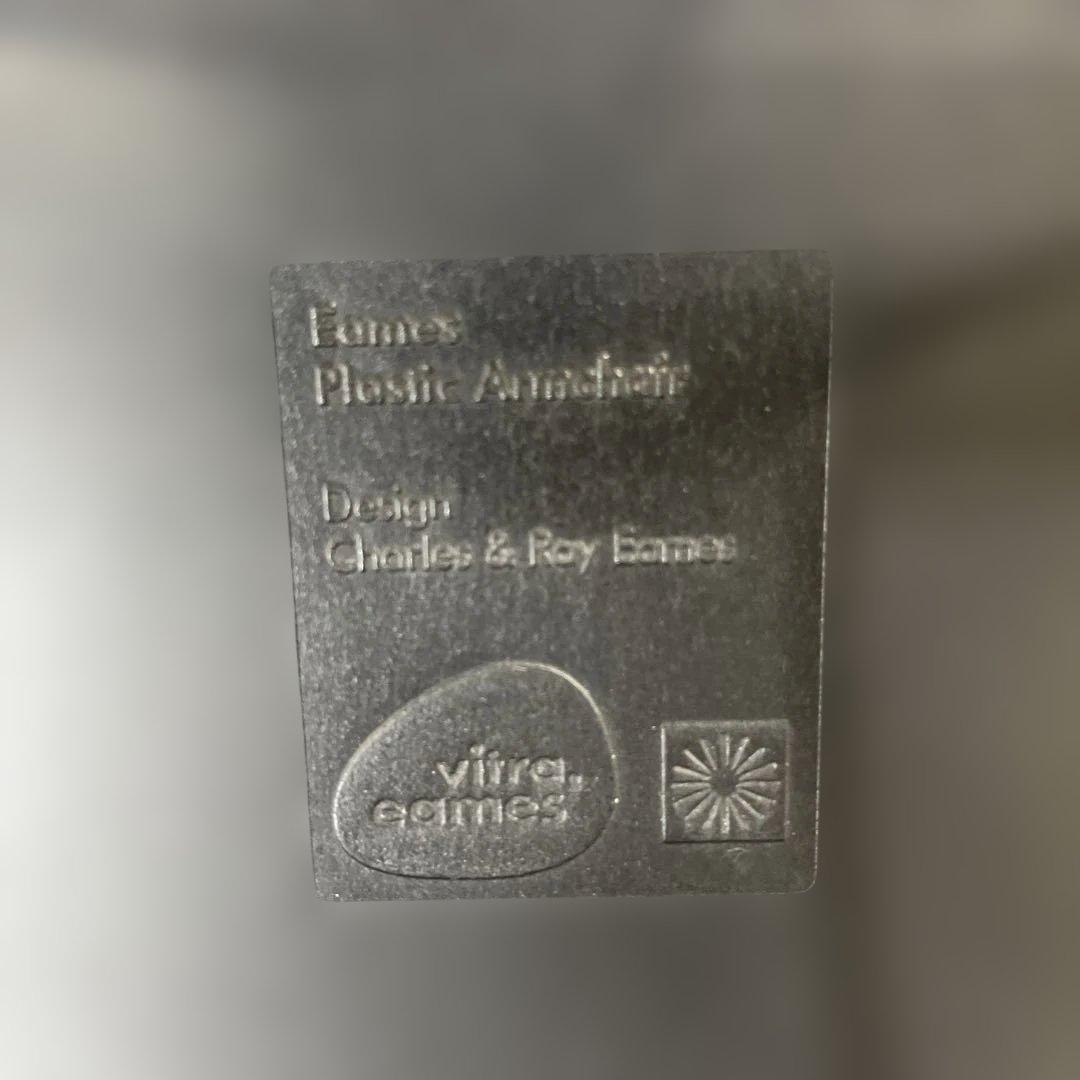 Eames
Plastic Armchair
Design
Charles & Ray Eames
vitra.
eames